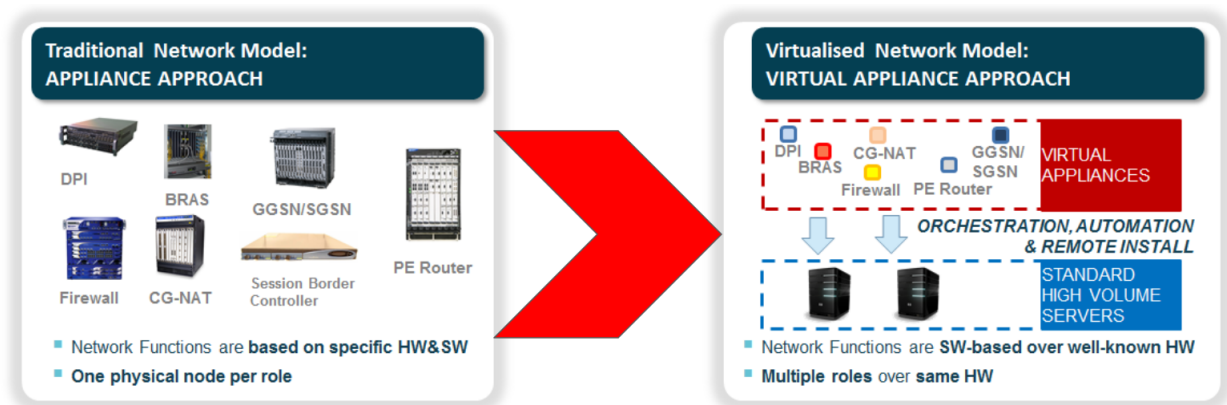 Traditional Network Model:
APPLIANCE APPROACH
DPI
BRAS
GGSN/SGSN
PE Router
Firewall
CG-NAT
Session Border
Controller
Network Functions are based on specific HW&SW
One physical node per role
Virtualised Network Model:
VIRTUAL APPLIANCE APPROACH
DPI
BRAS
CG-NAT
Firewall
PE Router
GGSN/
SGSN
VIRTUAL
APPLIANCES
ORCHESTRATION, AUTOMATION
& REMOTE INSTALL
STANDARD
HIGH VOLUME
SERVERS
Network Functions are SW-based over well-known HW
Multiple roles over same HW